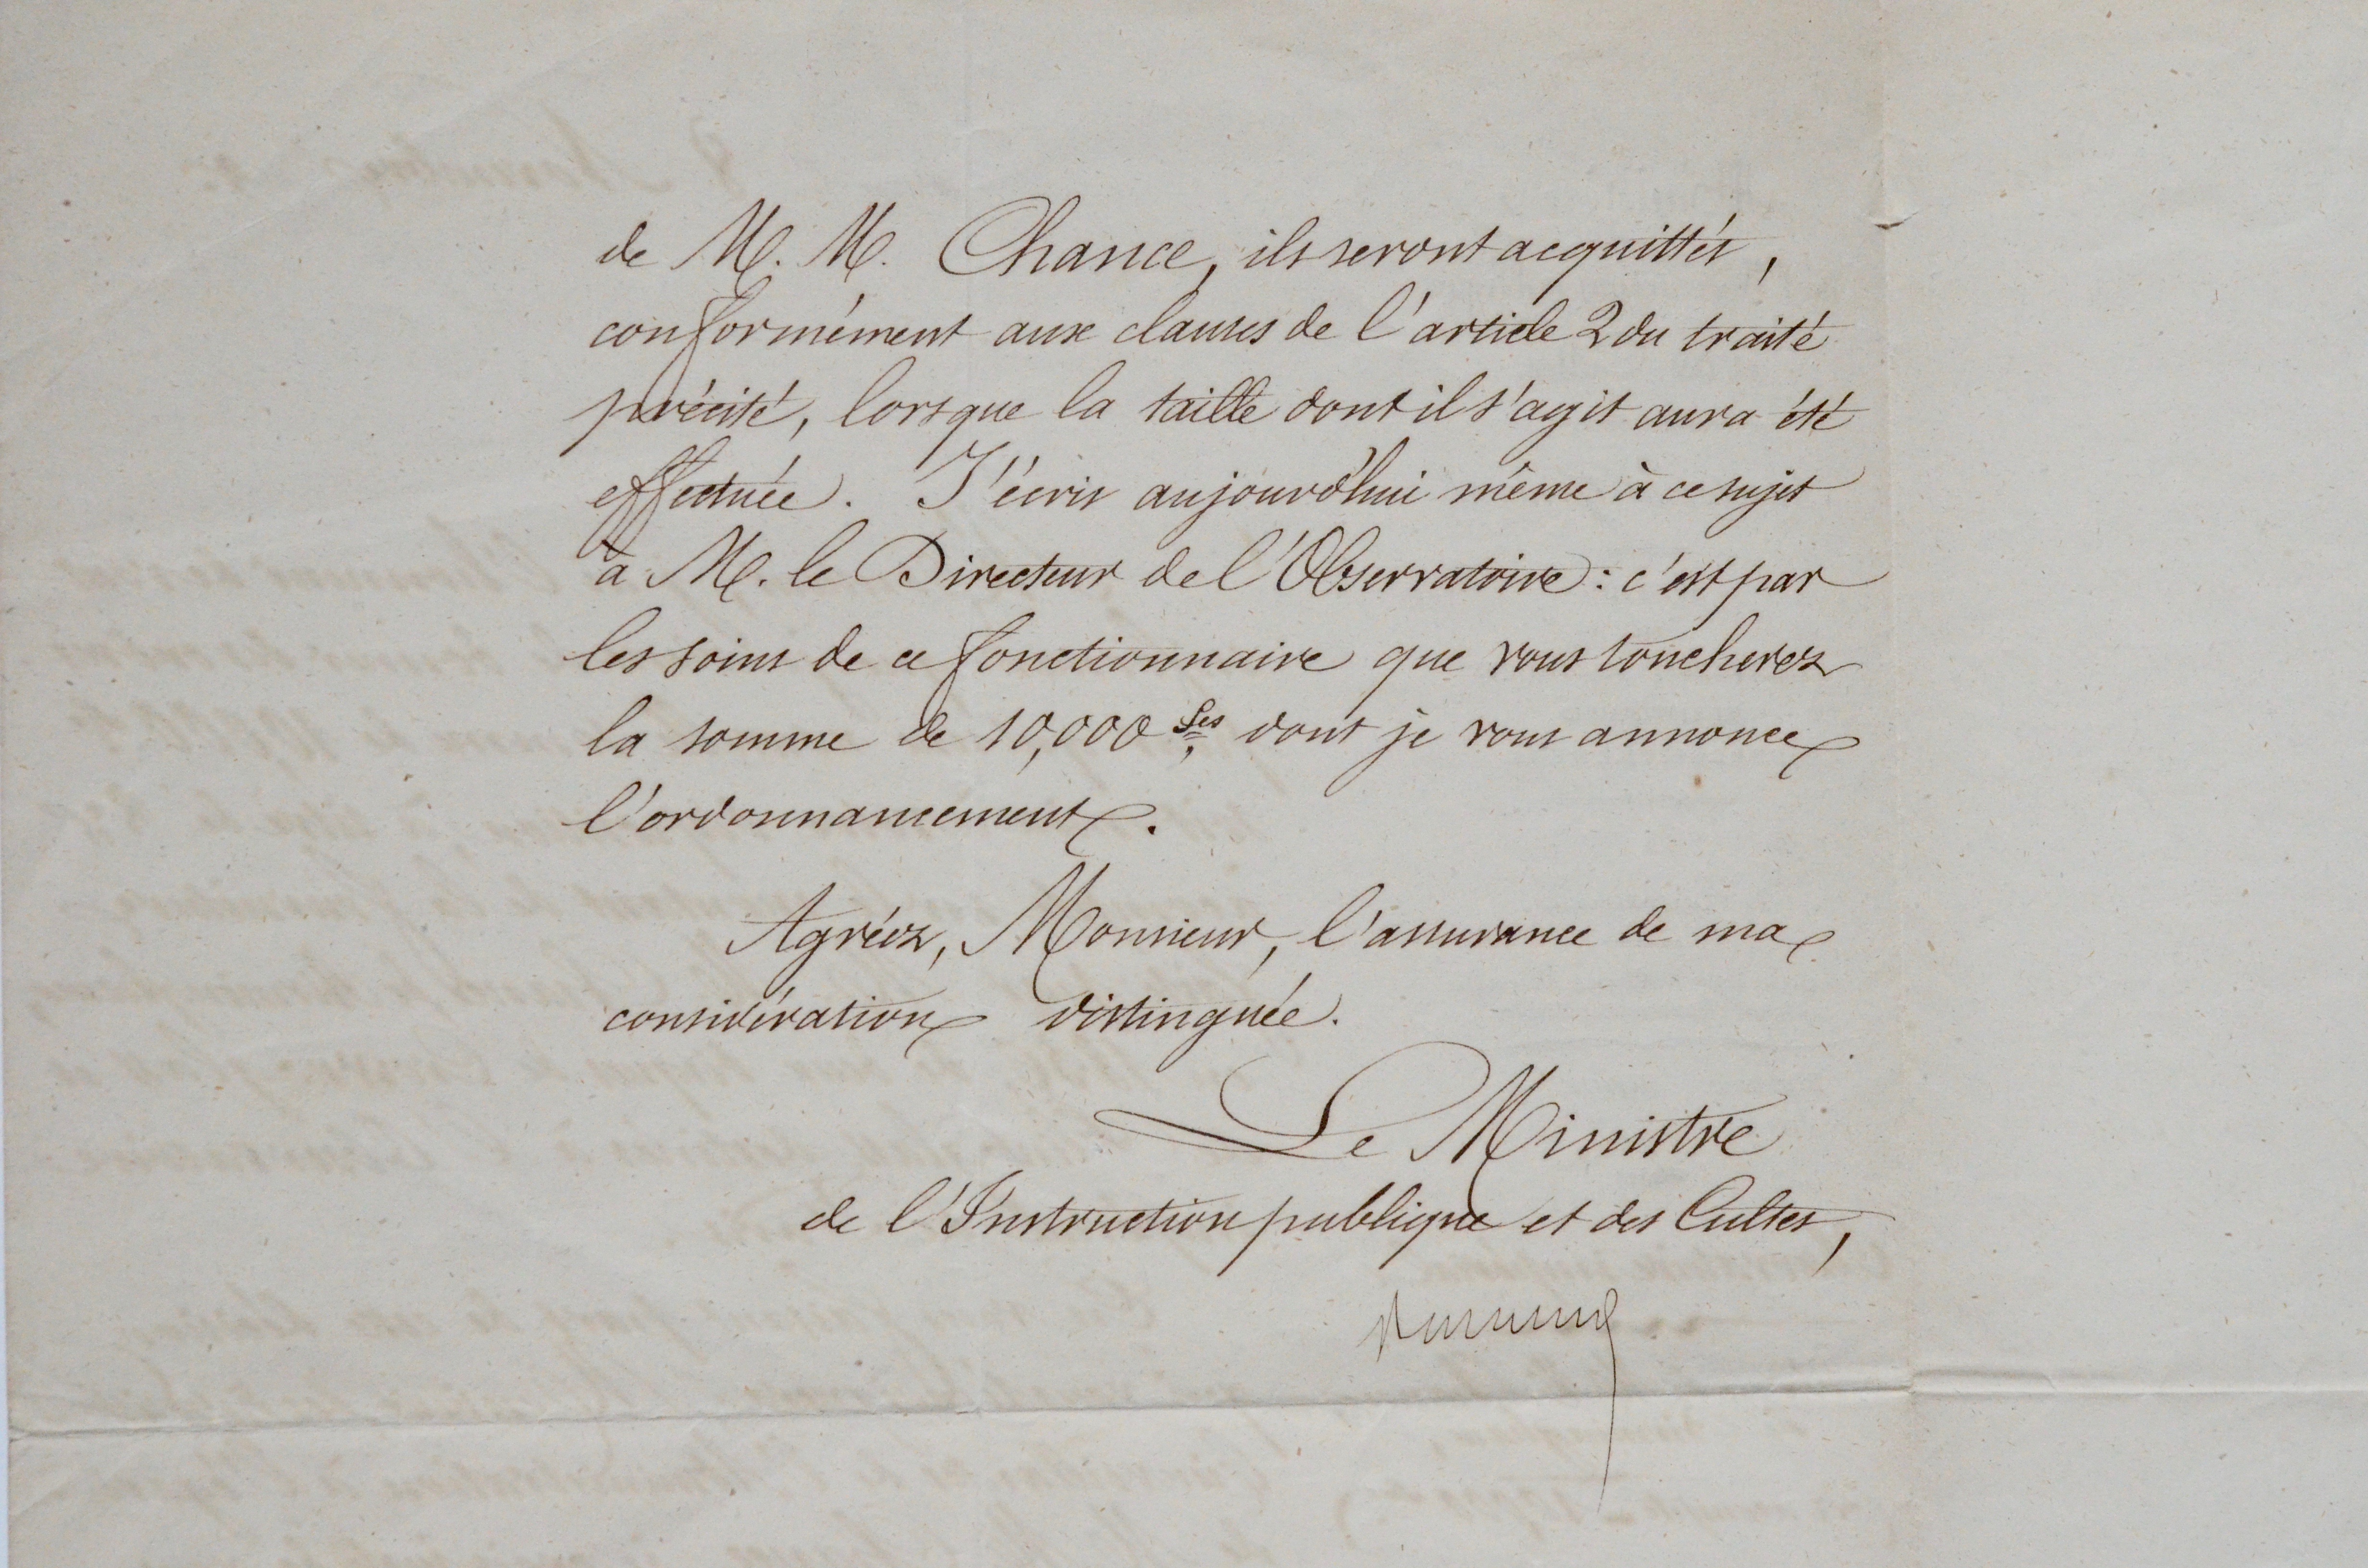 de M. M. Chance, ils seront acquittés,
conformément aux clauses de l'article 2 du traité
précité, lorsque la taille dont il s'agit aura été
effectuée. J'écris aujourd'hui même à ce sujet
à M. le Directeur de l'Observatoire : c'est par
les soins de ce fonctionnaire que vous toucherez
la somme de 10,000 fcs, dont je vous annonce
l'ordonnancement.
Agréez, Monsieur, l'assurance de ma
considération distinguée.
Le Ministre
de l'Instruction publique et des Cultes,